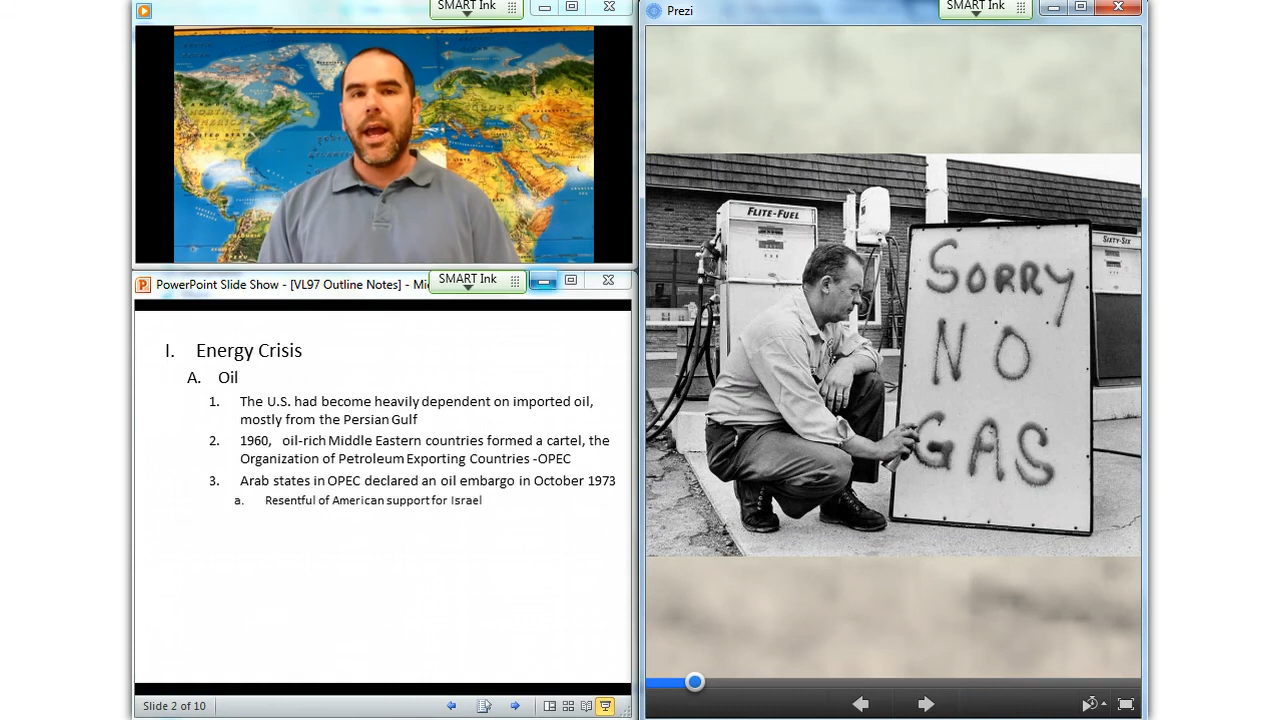 SMART Ink
PowerPoint Slide Show - [VL97 Outline Notes] - Mi
SMART Ink
I. Energy Crisis
A. Oil
1. The U.S. had become heavily dependent on imported oil,
mostly from the Persian Gulf
2. 1960, oil-rich Middle Eastern countries formed a cartel, the
Organization of Petroleum Exporting Countries -OPEC
3. Arab states in OPEC declared an oil embargo in October 1973
a. Resentful of American support for Israel
Slide 2 of 10
Prezi
SMART Ink
FLITE-FUEL
SIXTY-SIX
SORRY
NO
GAS